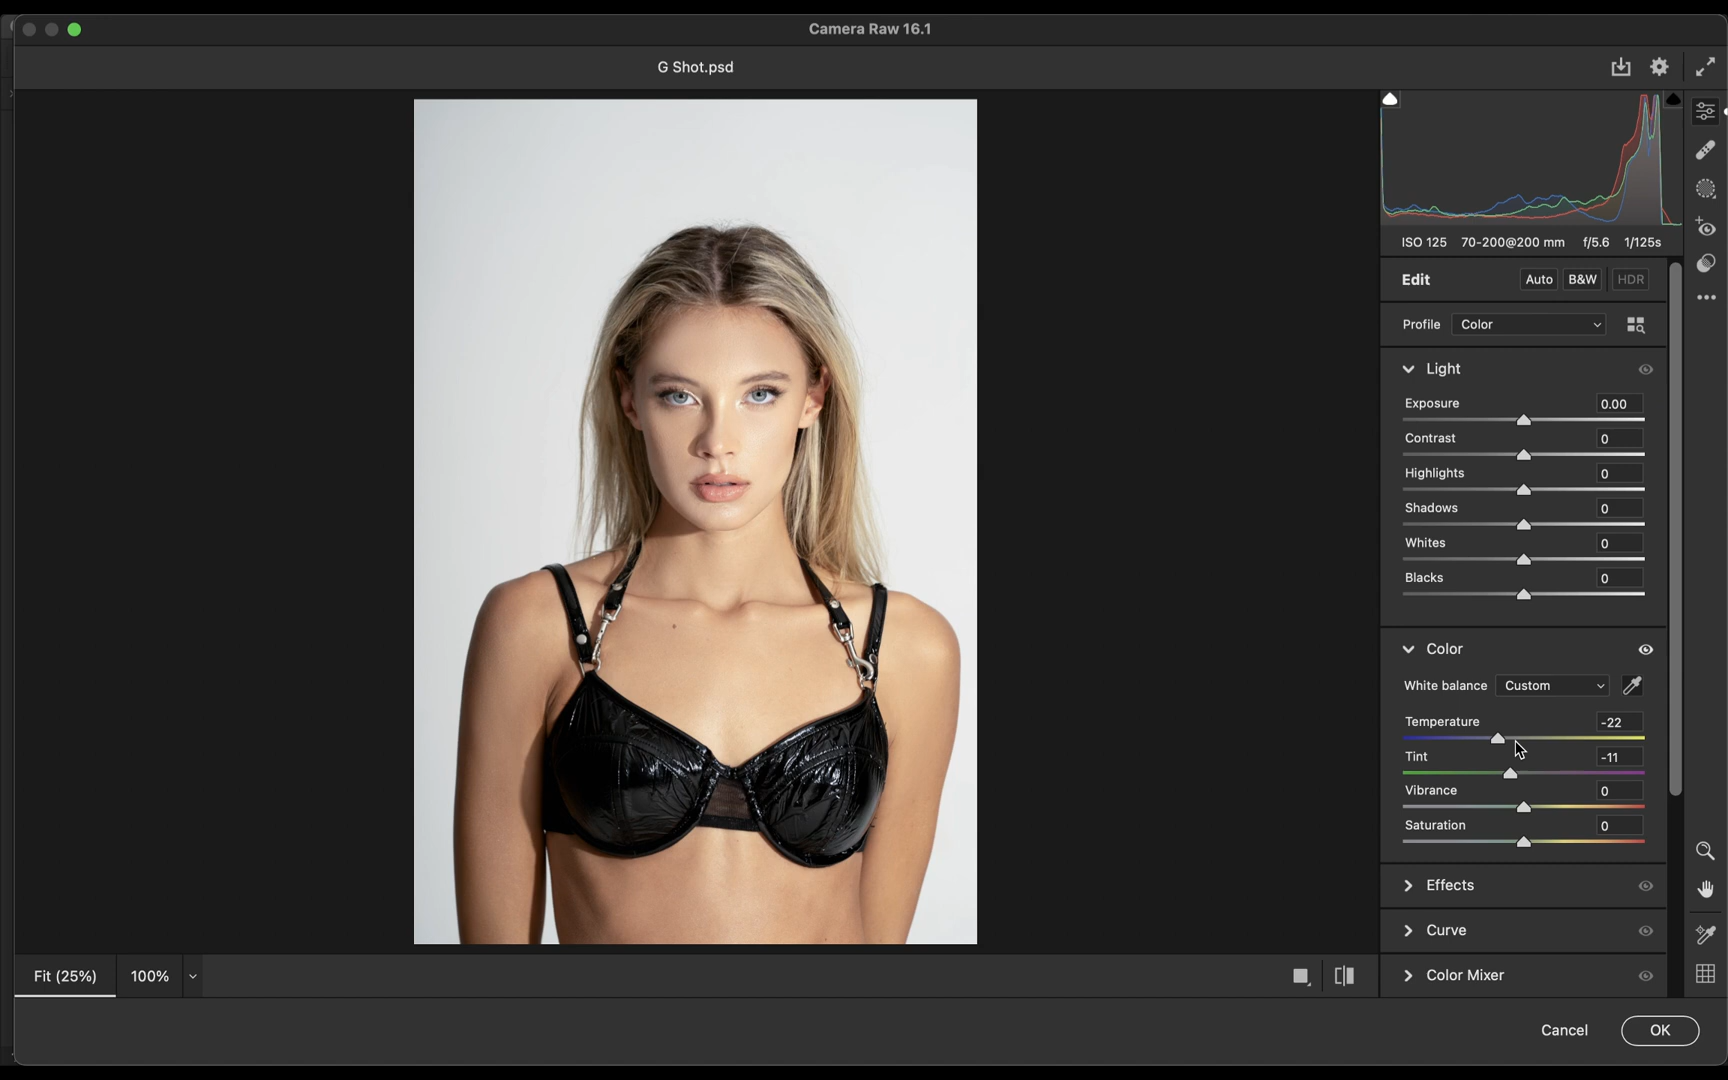 Camera Raw 16.1
G Shot.psd
ISO 125 70-200@200 mm f/5.6 1/125s
Edit Auto B&W HDR
Profile Color
Light
Exposure 0.00
Contrast 0
Highlights 0
Shadows 0
Whites 0
Blacks 0
Color
White balance Custom
Temperature -22
Tint -11
Vibrance 0
Saturation 0
Effects
Curve
Color Mixer
Fit (25%) 100%
Cancel OK